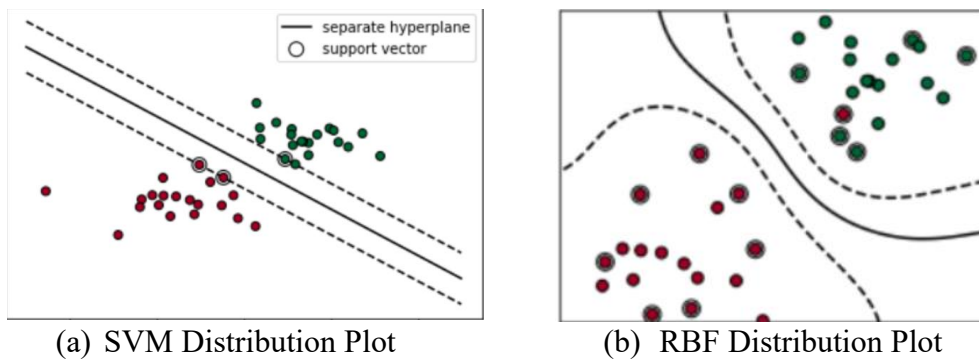 separate hyperplane
support vector
(a) SVM Distribution Plot
(b) RBF Distribution Plot